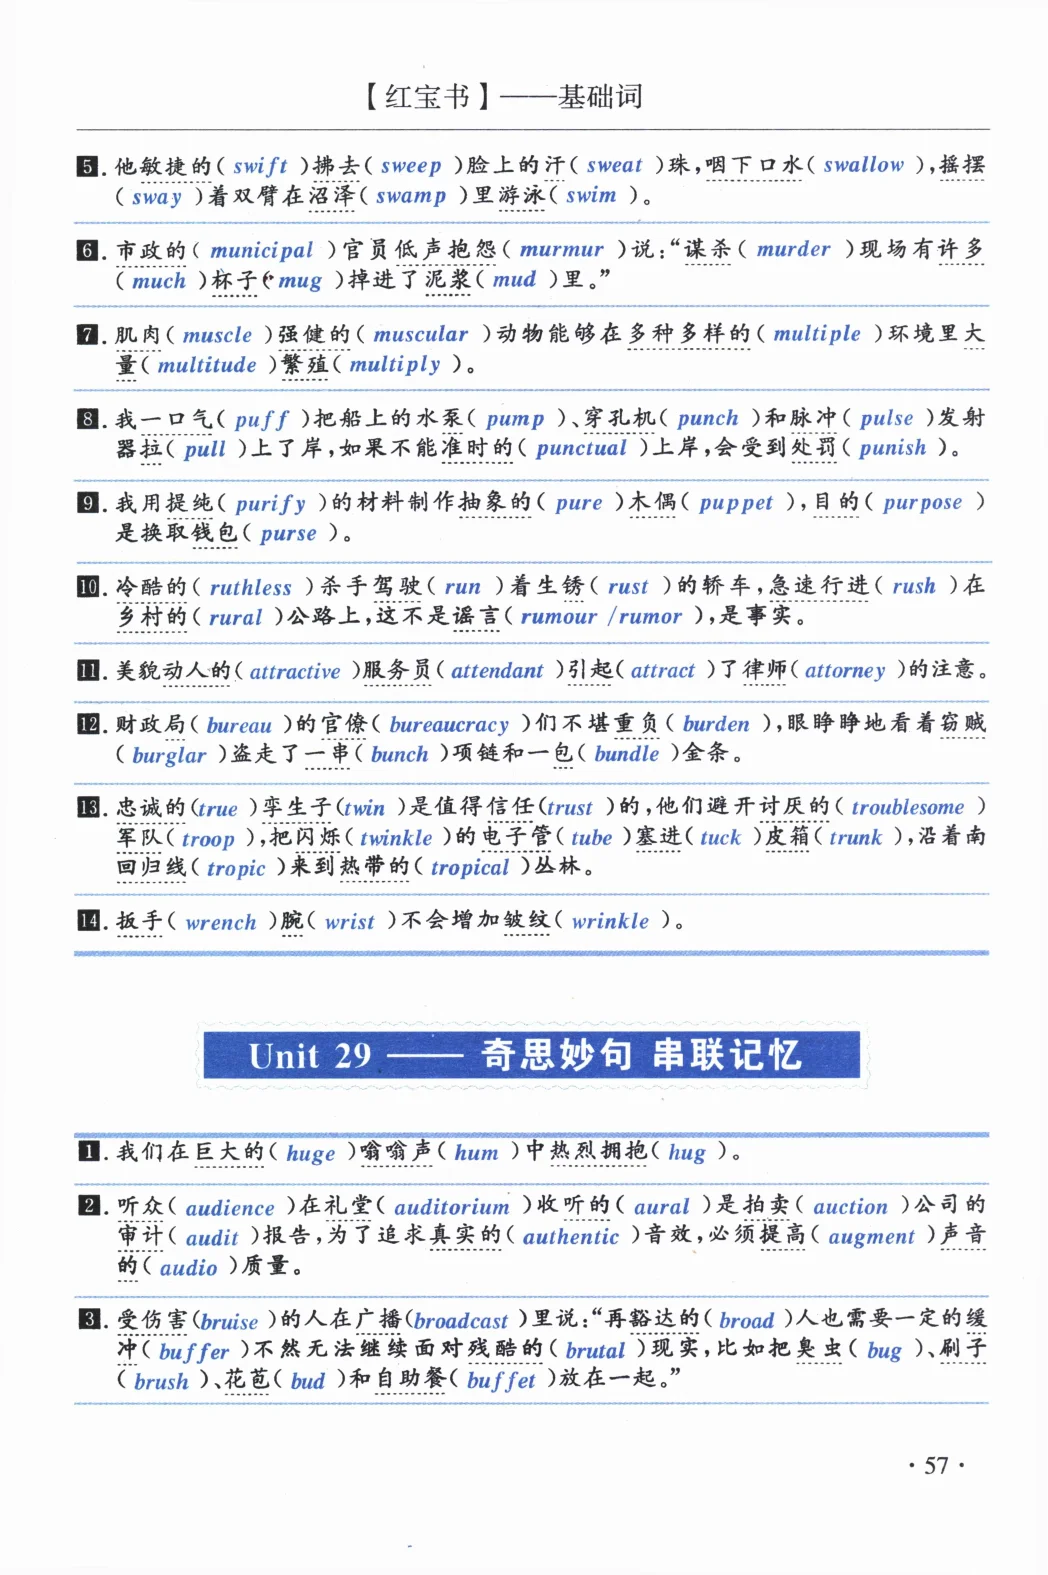 【红宝书】——基础词
5. 他敏捷的( swift )拂去( sweep )脸上的汗( sweat )珠,咽下口水( swallow ),摇摆
( sway )着双臂在沼泽( swamp )里游泳( swim )。
6. 市政的( municipal )官员低声抱怨( murmur )说:“谋杀( murder )现场有许多
( much )杯子( mug )掉进了泥浆( mud )里。”
7. 肌肉( muscle )强健的( muscular )动物能够在多种多样的( multiple )环境里大
量( multitude )繁殖( multiply )。
8. 我一口气( puff )把船上的水泵( pump )、穿孔机( punch )和脉冲( pulse )发射
器拉( pull )上了岸,如果不能准时的( punctual )上岸,会受到处罚( punish )。
9. 我用提纯( purify )的材料制作抽象的( pure )木偶( puppet ),目的( purpose )
是换取钱包( purse )。
10. 冷酷的( ruthless )杀手驾驶( run )着生锈( rust )的轿车,急速行进( rush )在
乡村的( rural )公路上,这不是谣言( rumour /rumor ),是事实。
11. 美貌动人的( attractive )服务员( attendant )引起( attract )了律师( attorney )的注意。
12. 财政局( bureau )的官僚( bureaucracy )们不堪重负( burden ),眼睁睁地看着窃贼
( burglar )盗走了一串( bunch )项链和一包( bundle )金条。
13. 忠诚的(true )孪生子(twin )是值得信任(trust )的,他们避开讨厌的( troublesome )
军队( troop ),把闪烁( twinkle )的电子管( tube )塞进( tuck )皮箱( trunk ),沿着南
回归线( tropic )来到热带的( tropical )丛林。
14. 扳手( wrench )腕( wrist )不会增加皱纹( wrinkle )。
Unit 29 —— 奇思妙句 串联记忆
1. 我们在巨大的( huge )嗡嗡声( hum )中热烈拥抱( hug )。
2. 听众( audience )在礼堂( auditorium )收听的( aural )是拍卖( auction )公司的
审计( audit )报告,为了追求真实的( authentic )音效,必须提高( augment )声音
的( audio )质量。
3. 受伤害(bruise )的人在广播(broadcast )里说:“再豁达的( broad )人也需要一定的缓
冲( buffer )不然无法继续面对残酷的( brutal )现实,比如把臭虫( bug )、刷子
( brush )、花苞( bud )和自助餐( buffet )放在一起。”
· 57 ·